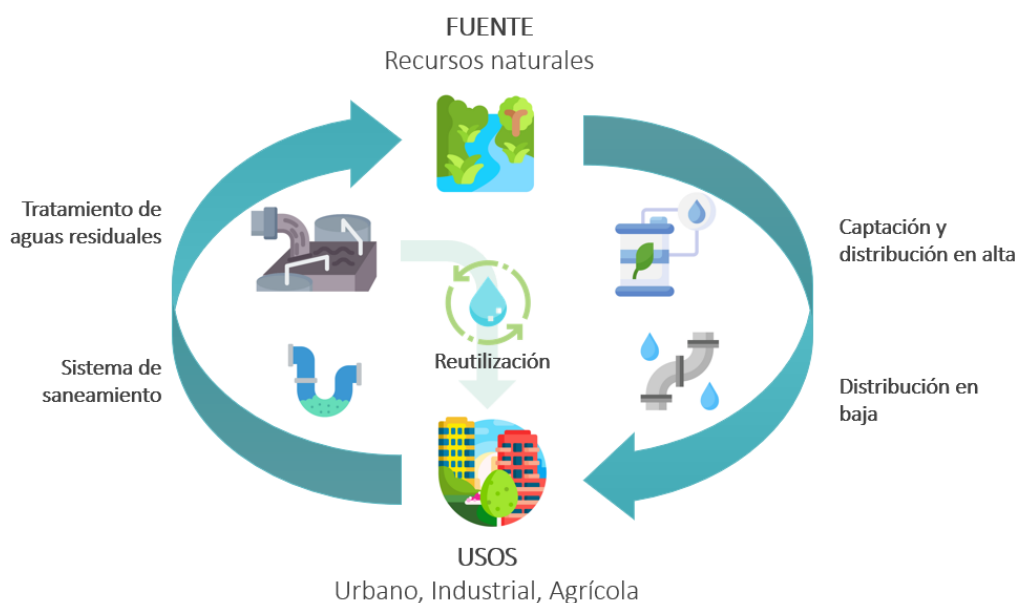 FUENTE
Recursos naturales
Tratamiento de
aguas residuales
Captación y
distribución en alta
Reutilización
Sistema de
saneamiento
Distribución en
baja
USOS
Urbano, Industrial, Agrícola